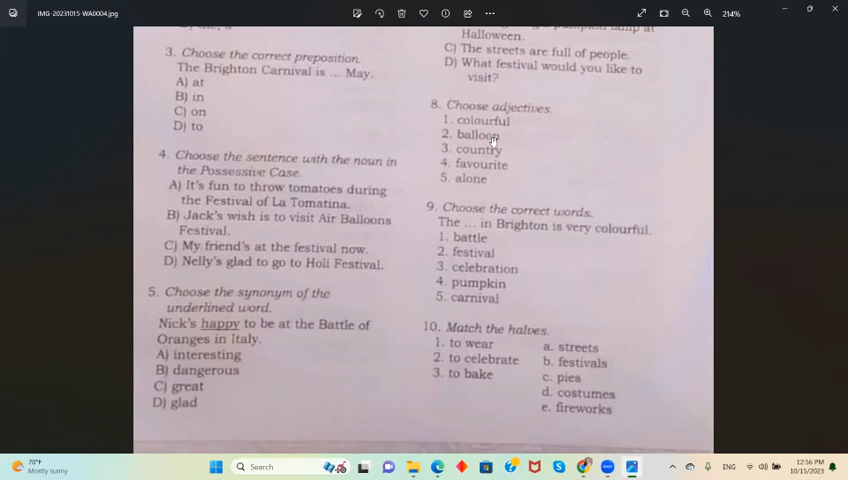 IMG-20231015-WA0004.jpg
214%
3. Choose the correct preposition.
The Brighton Carnival is ... May.
A) at
B) in
C) on
D) to
4. Choose the sentence with the noun in
the Possessive Case.
A) It's fun to throw tomatoes during
the Festival of La Tomatina.
B) Jack's wish is to visit Air Balloons
Festival.
C) My friend's at the festival now.
D) Nelly's glad to go to Holi Festival.
5. Choose the synonym of the
underlined word.
Nick's happy to be at the Battle of
Oranges in Italy.
A) interesting
B) dangerous
C) great
D) glad
pumpkin lamp at
Halloween.
C) The streets are full of people.
D) What festival would you like to
visit?
8. Choose adjectives.
1. colourful
2. balloon
3. country
4. favourite
5. alone
9. Choose the correct words.
The ... in Brighton is very colourful.
1. battle
2. festival
3. celebration
4. pumpkin
5. carnival
10. Match the halves.
1. to wear
2. to celebrate
3. to bake
a. streets
b. festivals
c. pies
d. costumes
e. fireworks
70°F
Mostly sunny
Search
ENG
12:56 PM
10/15/2023